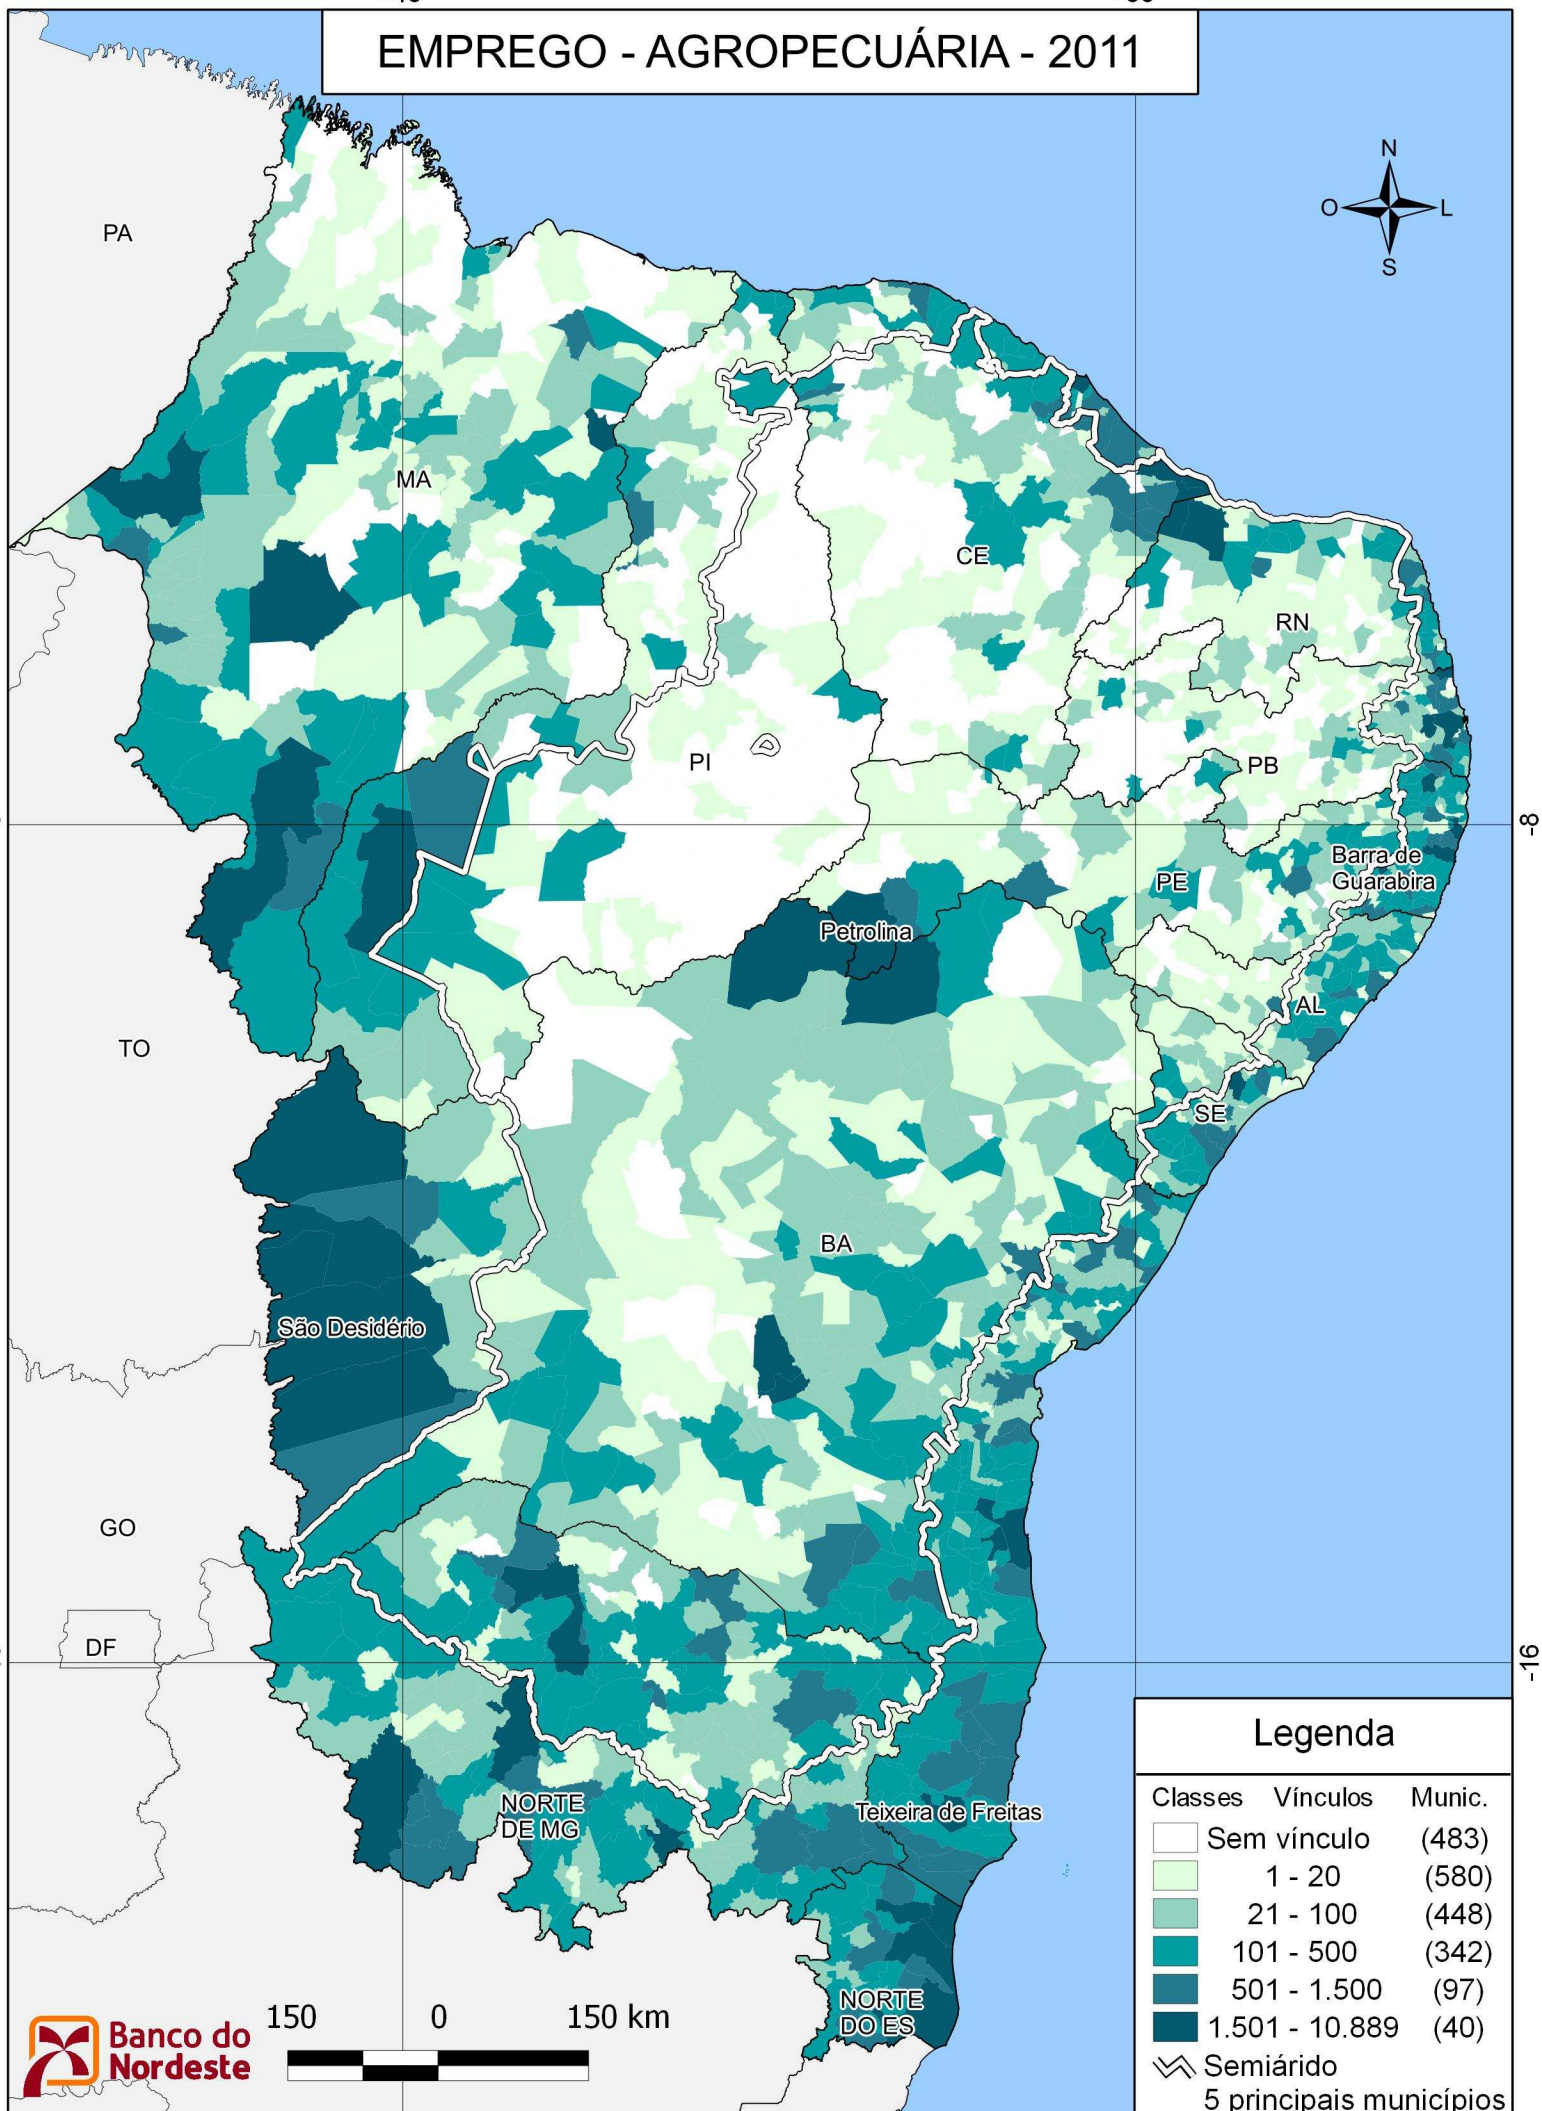 EMPREGO - AGROPECUÁRIA - 2011
N
O
L
S
PA
MA
CE
RN
PI
PB
-8
Barra de
Guarabira
PE
Petrolina
AL
TO
SE
BA
São Desidério
GO
DF
-16
Teixeira de Freitas
NORTE
DE MG
NORTE
DO ES
Legenda
Classes Vínculos Munic.
Sem vínculo (483)
1 - 20 (580)
21 - 100 (448)
101 - 500 (342)
501 - 1.500 (97)
1.501 - 10.889 (40)
Semiárido
5 principais municípios
150 0 150 km
Banco do
Nordeste